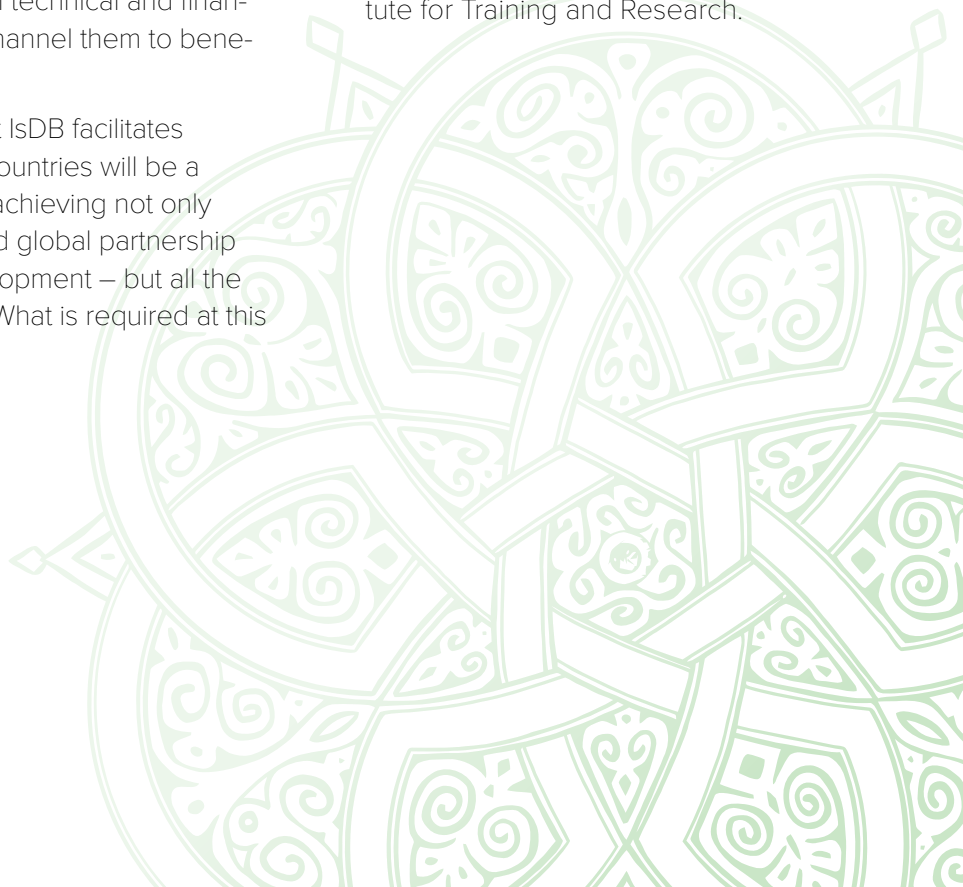 technical and finan-
hannel them to bene-
IsDB facilitates
ountries will be a
achieving not only
d global partnership
opment – but all the
What is required at this
tute for Training and Research.